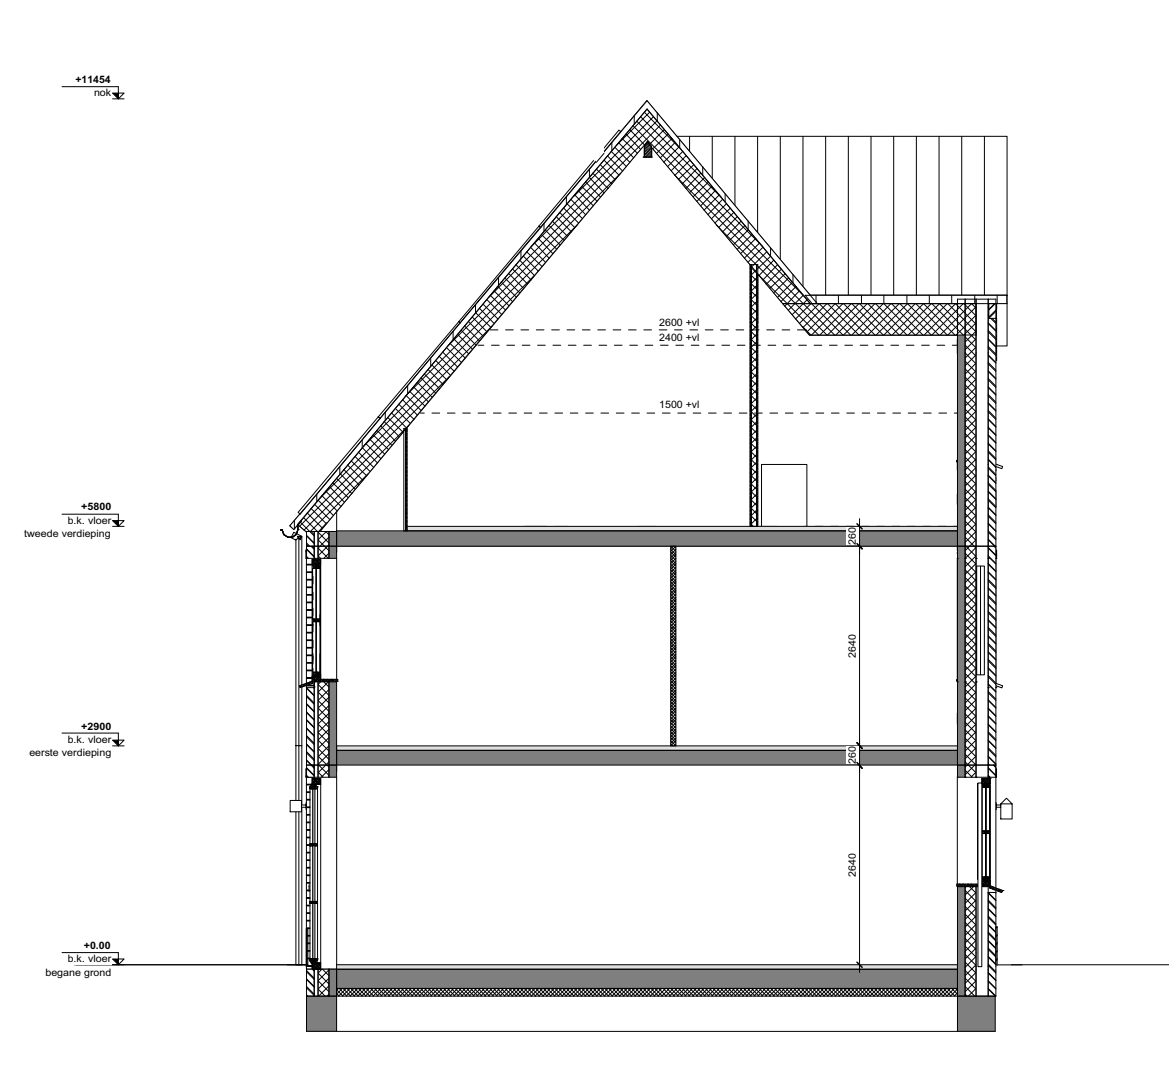 +11454
nok
2600 +vl
2400 +vl
1500 +vl
+5800
b.k. vloer
tweede verdieping
260
2640
+2900
b.k. vloer
eerste verdieping
260
2640
+0.00
b.k. vloer
begane grond